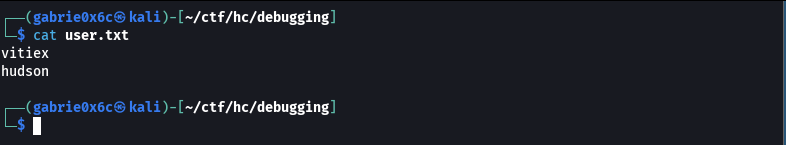 ┌──(gabrie0x6c㉿kali)-[~/ctf/hc/debugging]
└─$ cat user.txt
vitiex
hudson
┌──(gabrie0x6c㉿kali)-[~/ctf/hc/debugging]
└─$